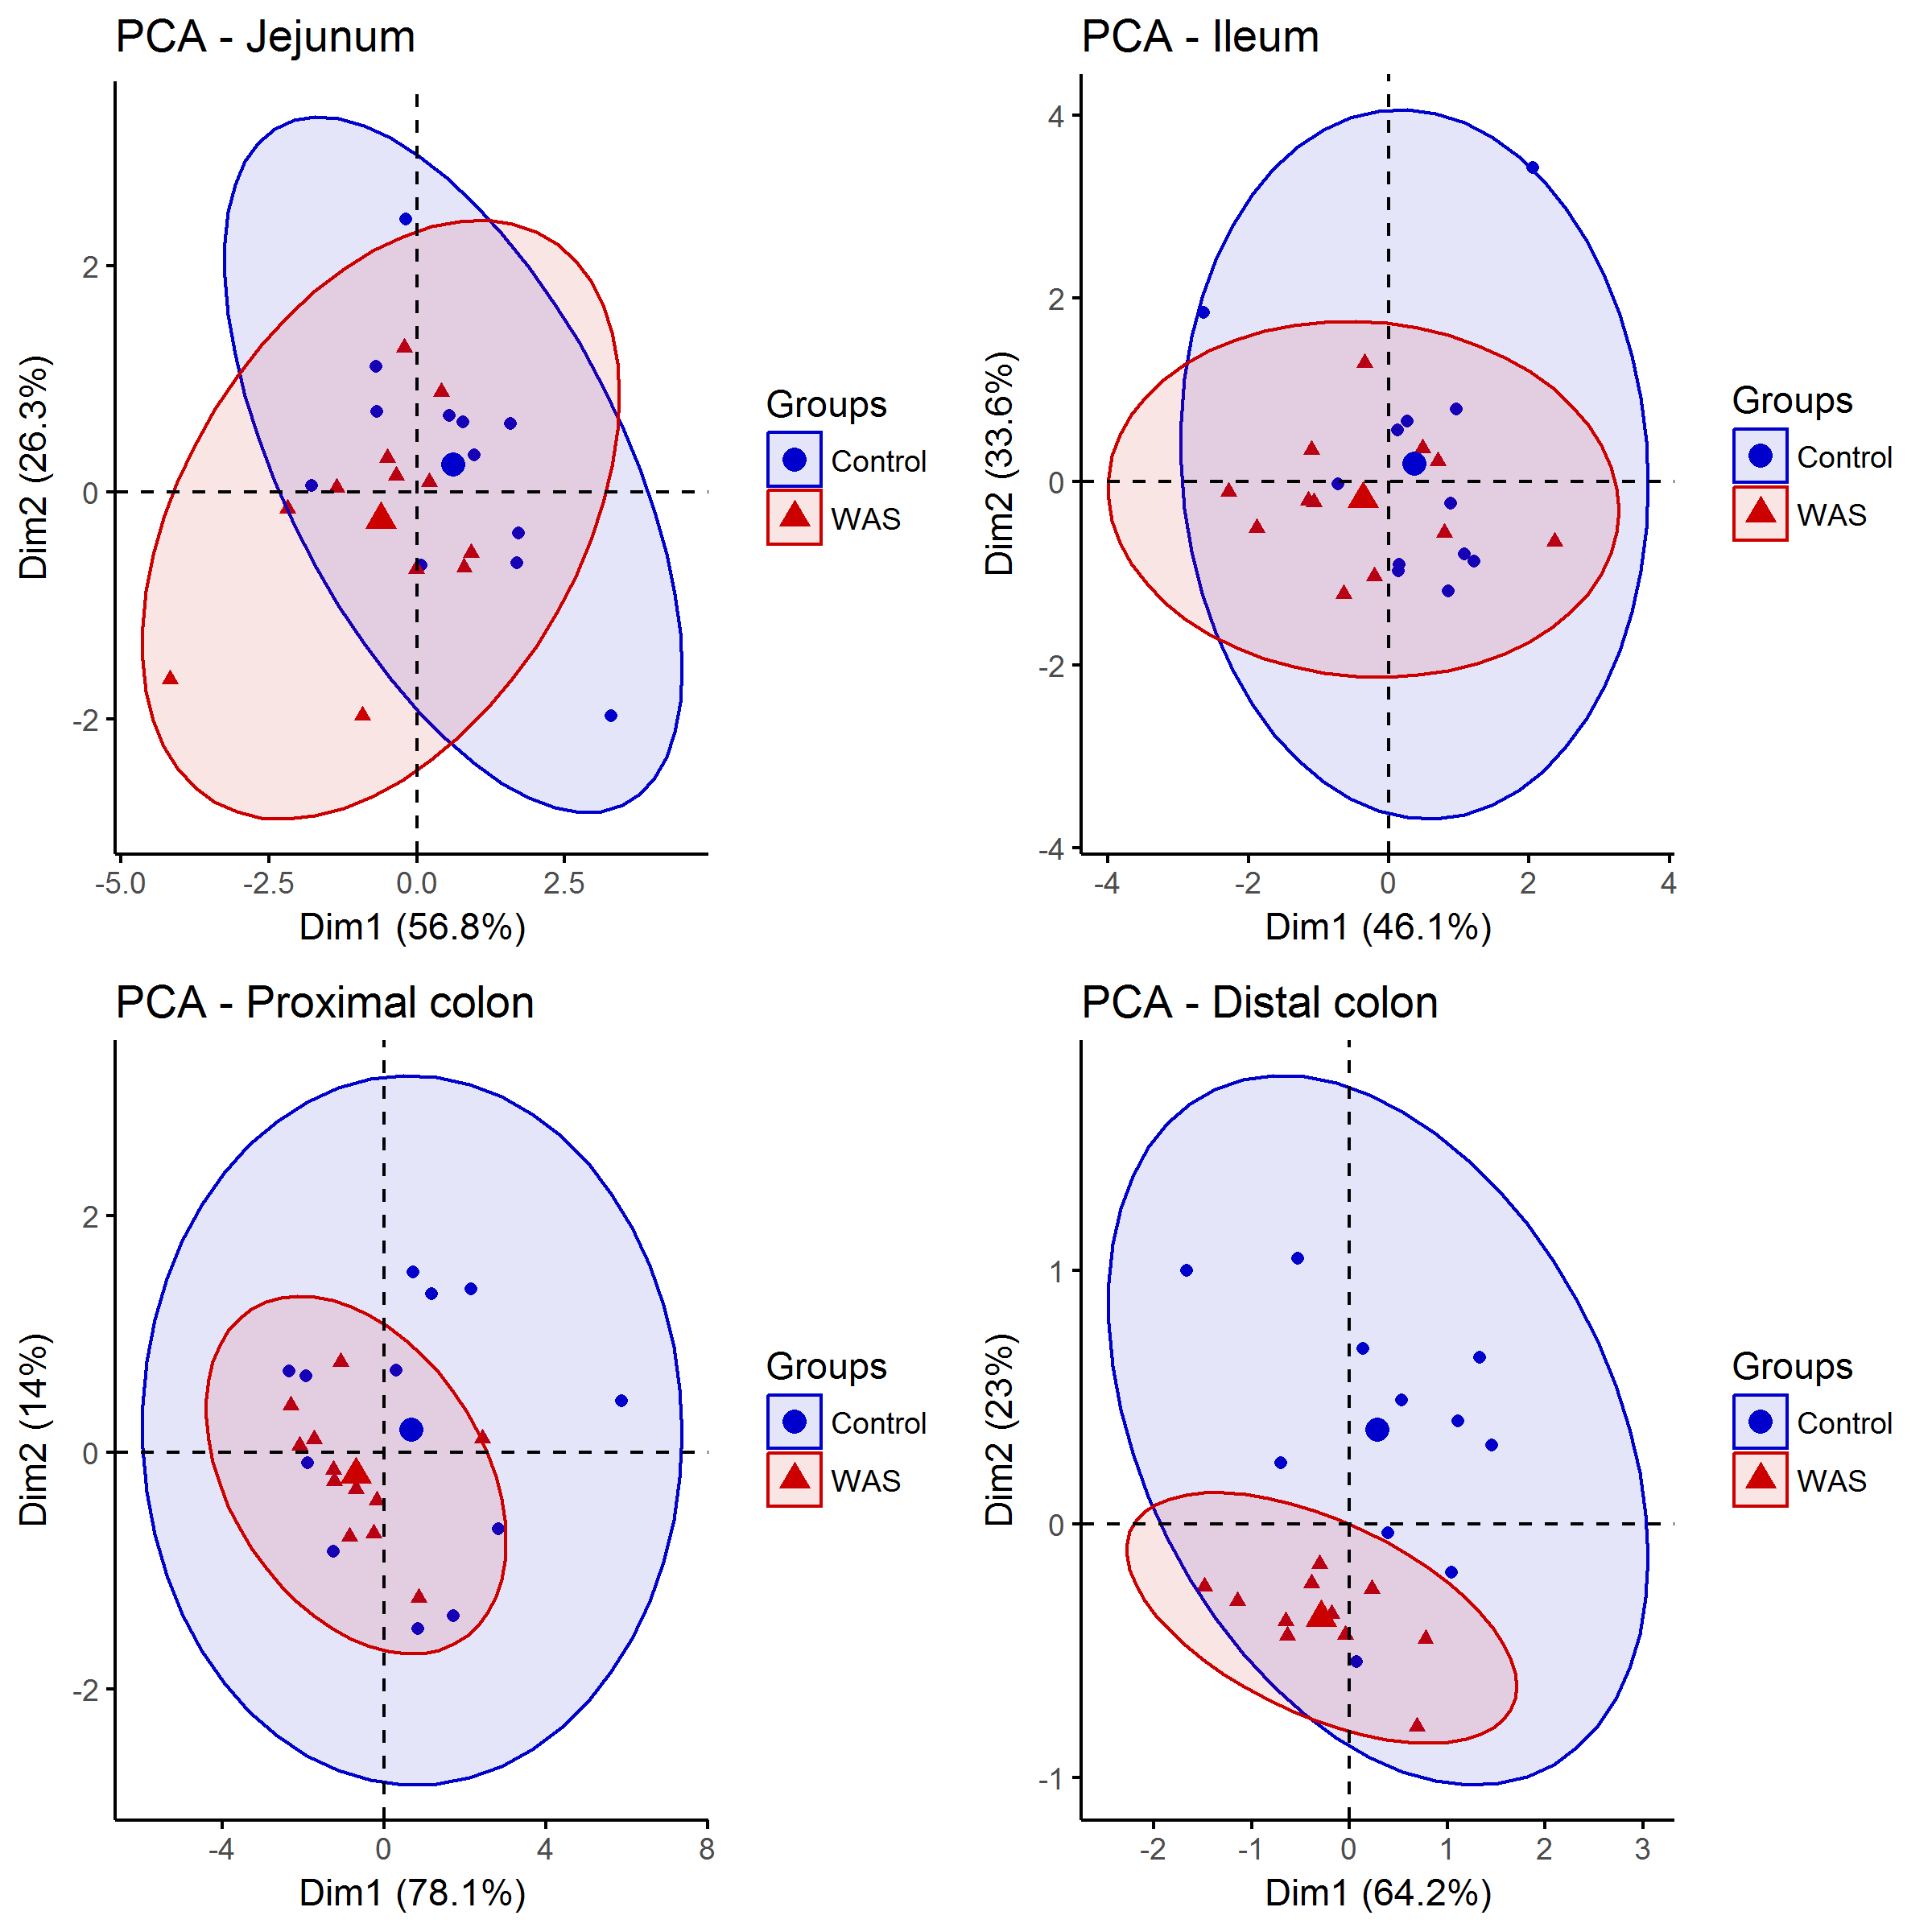 PCA - Jejunum
2
0
-2
Dim2 (26.3%)
-5.0 -2.5 0.0 2.5
Dim1 (56.8%)
Groups
Control
WAS
PCA - Ileum
4
2
0
-2
-4
Dim2 (33.6%)
-4 -2 0 2 4
Dim1 (46.1%)
Groups
Control
WAS
PCA - Proximal colon
2
0
-2
Dim2 (14%)
-4 0 4 8
Dim1 (78.1%)
Groups
Control
WAS
PCA - Distal colon
1
0
-1
Dim2 (23%)
-2 -1 0 1 2 3
Dim1 (64.2%)
Groups
Control
WAS